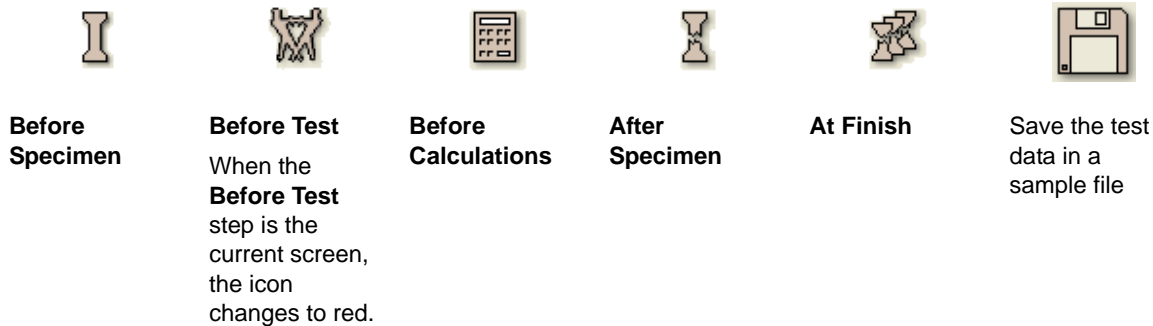 Before
Specimen
Before Test
When the
Before Test
step is the
current screen,
the icon
changes to red.
Before
Calculations
After
Specimen
At Finish
Save the test
data in a
sample file